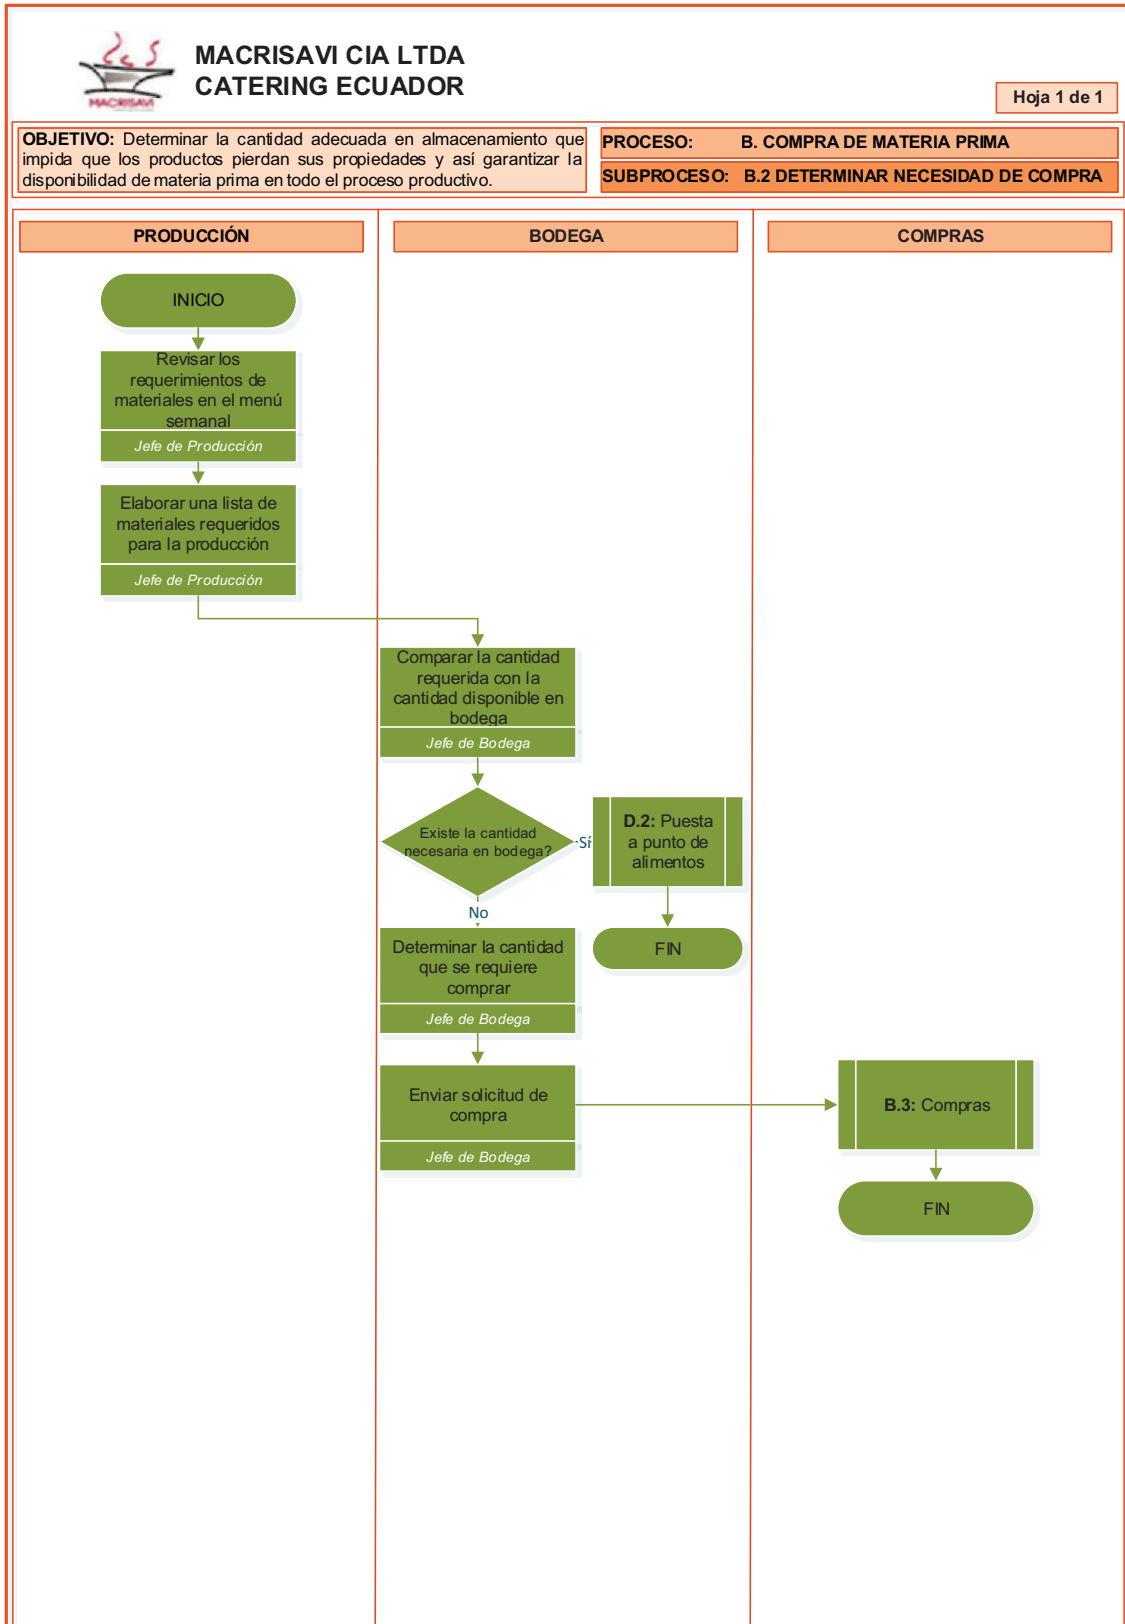 MACRISAVI CIA LTDA
CATERING ECUADOR
MACRISAVI
Hoja 1 de 1
OBJETIVO: Determinar la cantidad adecuada en almacenamiento que
impida que los productos pierdan sus propiedades y así garantizar la
disponibilidad de materia prima en todo el proceso productivo.
PROCESO: B. COMPRA DE MATERIA PRIMA
SUBPROCESO: B.2 DETERMINAR NECESIDAD DE COMPRA
PRODUCCIÓN
BODEGA
COMPRAS
INICIO
Revisar los
requerimientos de
materiales en el menú
semanal
Jefe de Producción
Elaborar una lista de
materiales requeridos
para la producción
Jefe de Producción
Comparar la cantidad
requerida con la
cantidad disponible en
bodega
Jefe de Bodega
Existe la cantidad
necesaria en bodega?
Sí
D.2: Puesta
a punto de
alimentos
FIN
No
Determinar la cantidad
que se requiere
comprar
Jefe de Bodega
Enviar solicitud de
compra
Jefe de Bodega
B.3: Compras
FIN